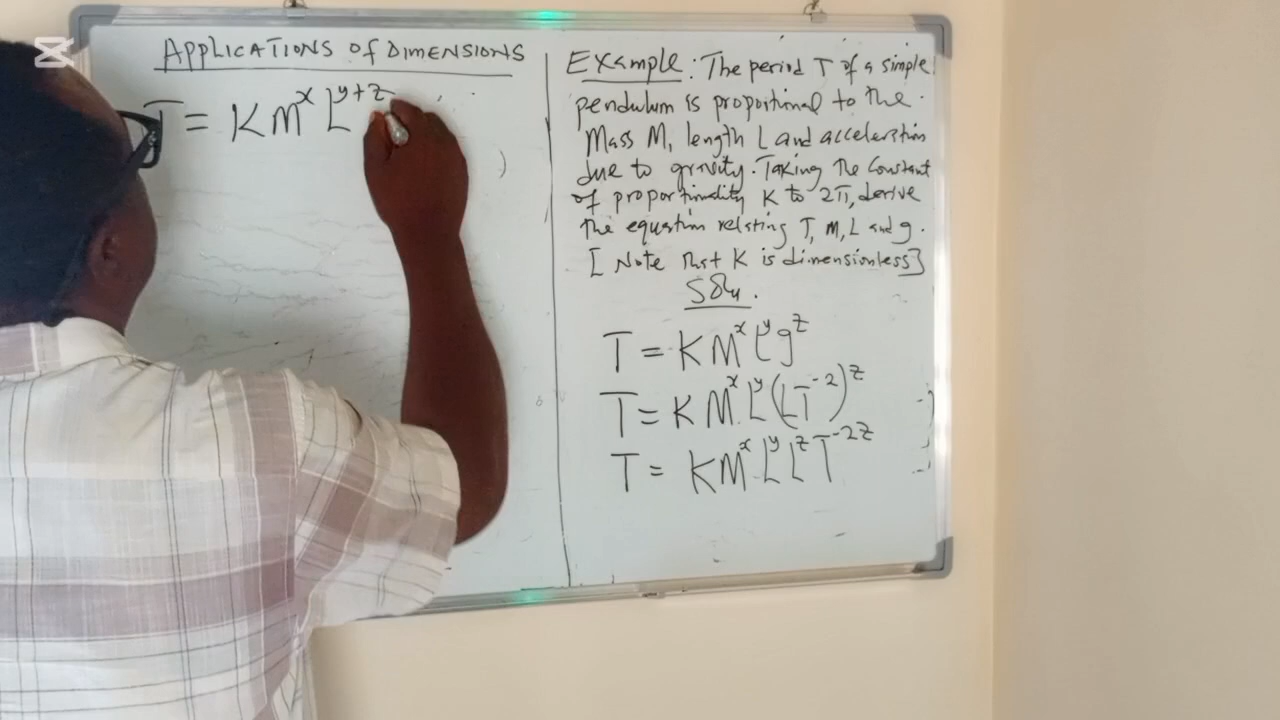 APPLICATIONS OF DIMENSIONS
T = KM^x L^y+z
Example: The period T of a simple
pendulum is proportional to the
Mass M, length L and acceleration
due to gravity. Taking the Constant
of proportionality K to 2π, derive
the equation relating T, M, L and g.
[Note that K is dimensionless]
Soln.
T = KM^x L^y g^z
T = KM^x L^y (LT^-2)^z
T = KM^x L^y L^z T^-2z